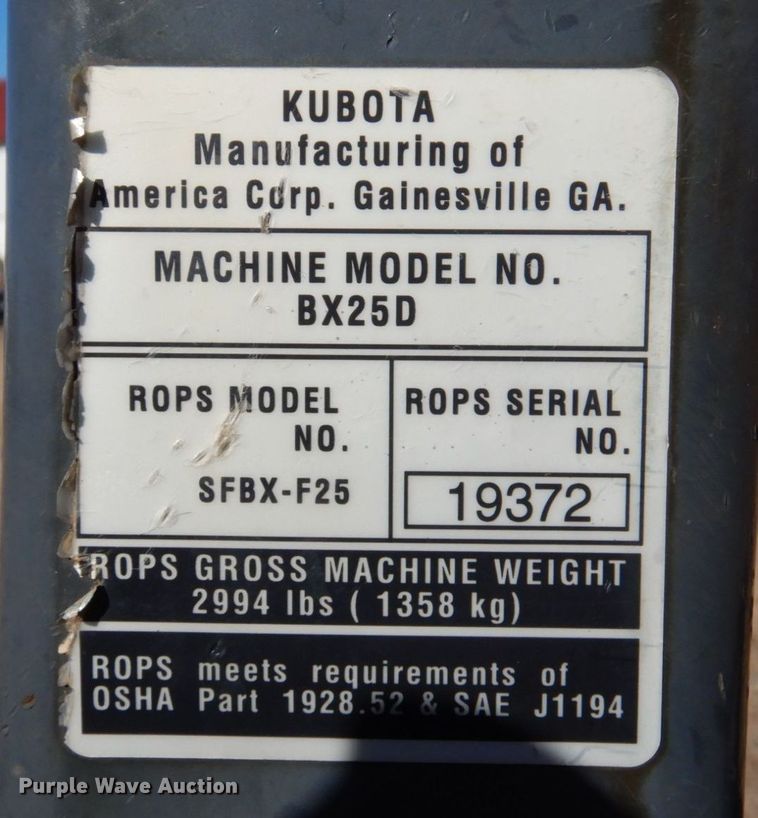 KUBOTA
Manufacturing of
America Corp. Gainesville GA.
MACHINE MODEL NO.
BX25D
ROPS MODEL
NO.
SFBX-F25
ROPS SERIAL
NO.
19372
ROPS GROSS MACHINE WEIGHT
2994 lbs ( 1358 kg)
ROPS meets requirements of
OSHA Part 1928.52 & SAE J1194
Purple Wave Auction